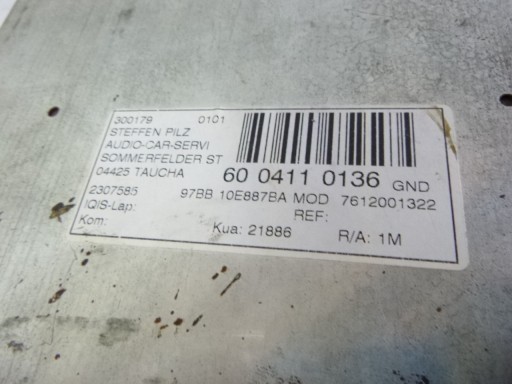 300179 0101
STEFFEN PILZ
AUDIO-CAR-SERVI
SOMMERFELDER ST
04425 TAUCHA
60 0411 0136 GND
2307585 97BB 10E887BA MOD 7612001322
IQIS-Lap: REF:
Kom: Kua: 21886 R/A: 1M